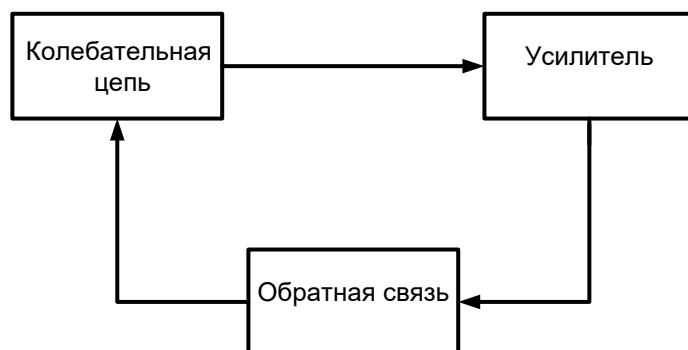 Колебательная
цепь
Усилитель
Обратная связь